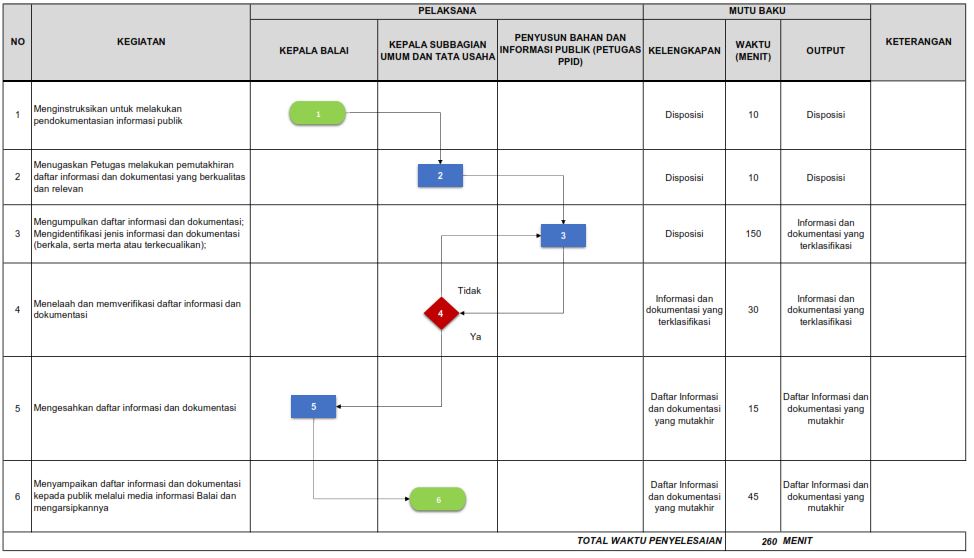 PELAKSANA
MUTU BAKU
NO
KEGIATAN
KEPALA BALAI
KEPALA SUBBAGIAN
UMUM DAN TATA USAHA
PENYUSUN BAHAN DAN
INFORMASI PUBLIK (PETUGAS
PPID)
KELENGKAPAN
WAKTU
(MENIT)
OUTPUT
KETERANGAN
1
Menginstruksikan untuk melakukan
pendokumentasian informasi publik
1
Disposisi
10
Disposisi
2
Menugaskan Petugas melakukan pemutakhiran
daftar informasi dan dokumentasi yang berkualitas
dan relevan
2
Disposisi
10
Disposisi
3
Mengumpulkan daftar informasi dan dokumentasi;
Mengidentifikasi jenis informasi dan dokumentasi
(berkala, serta merta atau terkecualikan);
3
Disposisi
150
Informasi dan
dokumentasi yang
terklasifikasi
4
Menelaah dan memverifikasi daftar informasi dan
dokumentasi
Tidak
4
Ya
Informasi dan
dokumentasi yang
terklasifikasi
30
Informasi dan
dokumentasi yang
terklasifikasi
5
Mengesahkan daftar informasi dan dokumentasi
5
Daftar Informasi
dan dokumentasi
yang mutakhir
15
Daftar Informasi
dan dokumentasi yang
mutakhir
6
Menyampaikan daftar informasi dan dokumentasi
kepada publik melalui media informasi Balai dan
mengarsipkannya
6
Daftar Informasi
dan dokumentasi
yang mutakhir
45
Daftar Informasi
dan dokumentasi yang
mutakhir
TOTAL WAKTU PENYELESAIAN
260 MENIT